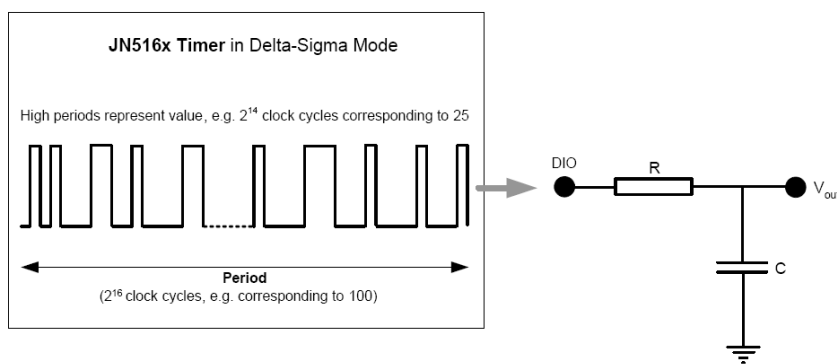 JN516x Timer in Delta-Sigma Mode
High periods represent value, e.g. 2¹⁴ clock cycles corresponding to 25
Period
(2¹⁶ clock cycles, e.g. corresponding to 100)
DIO
R
V_ou
C